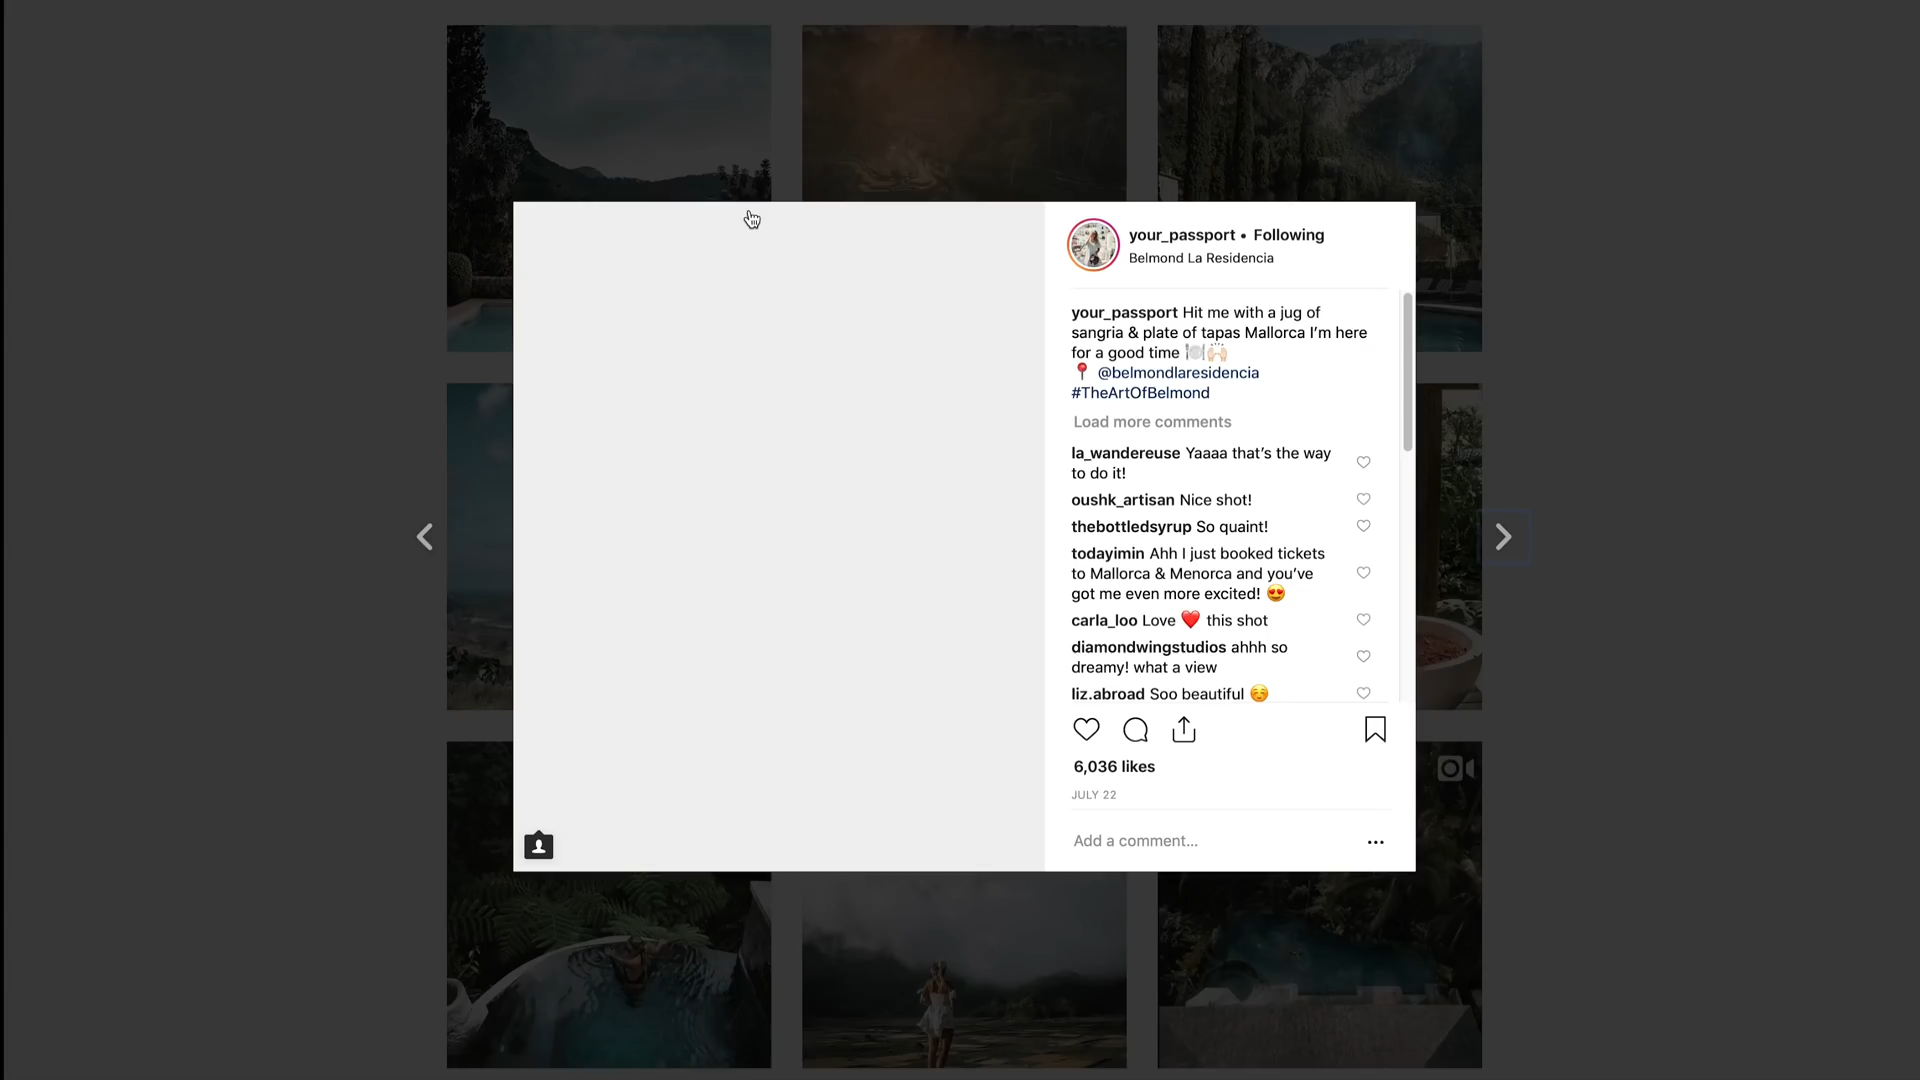 your_passport • Following
Belmond La Residencia
your_passport Hit me with a jug of
sangria & plate of tapas Mallorca I’m here
for a good time 🍽️🙌🏻
📍 @belmondlaresidencia
#TheArtOfBelmond
Load more comments
la_wandereuse Yaaaa that’s the way
to do it!
oushk_artisan Nice shot!
thebottledsyrup So quaint!
todayimin Ahh I just booked tickets
to Mallorca & Menorca and you’ve
got me even more excited! 😍
carla_loo Love ❤️ this shot
diamondwingstudios ahhh so
dreamy! what a view
liz.abroad Soo beautiful ☺️
6,036 likes
JULY 22
Add a comment...